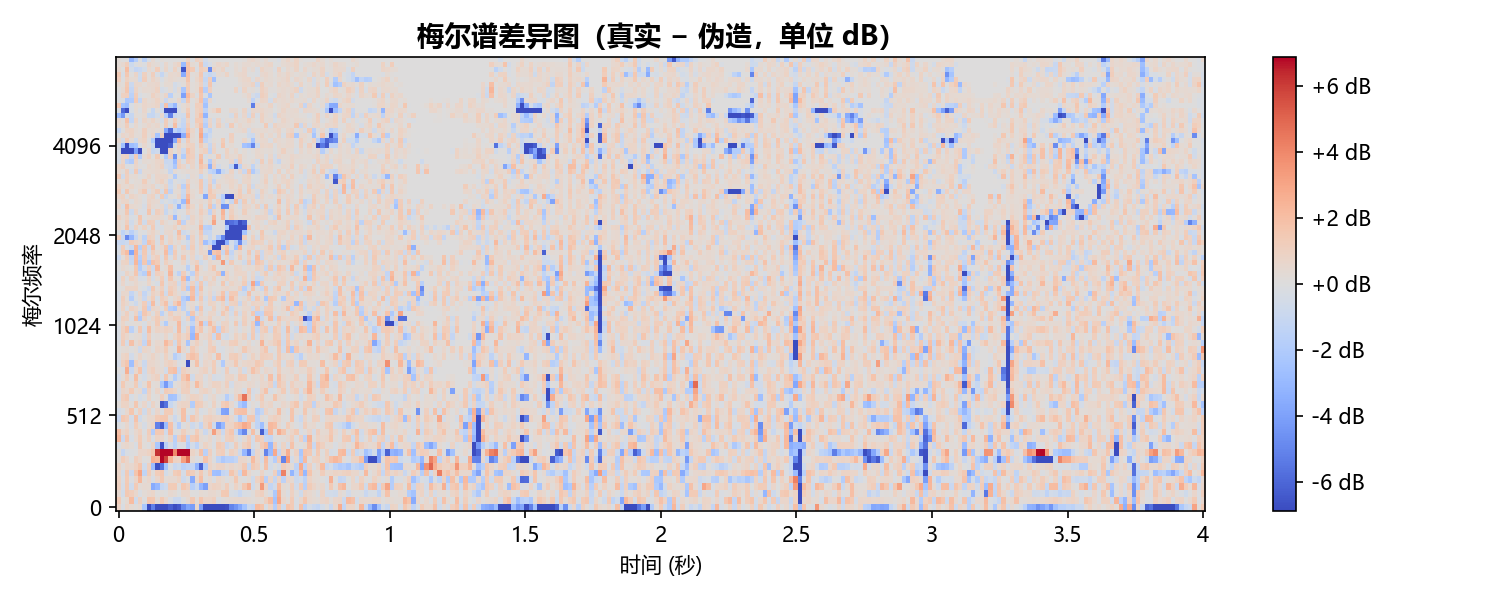 梅尔谱差异图（真实 − 伪造，单位 dB）
梅尔频率
4096
2048
1024
512
0
0 0.5 1 1.5 2 2.5 3 3.5 4
时间 (秒)
+6 dB
+4 dB
+2 dB
+0 dB
-2 dB
-4 dB
-6 dB